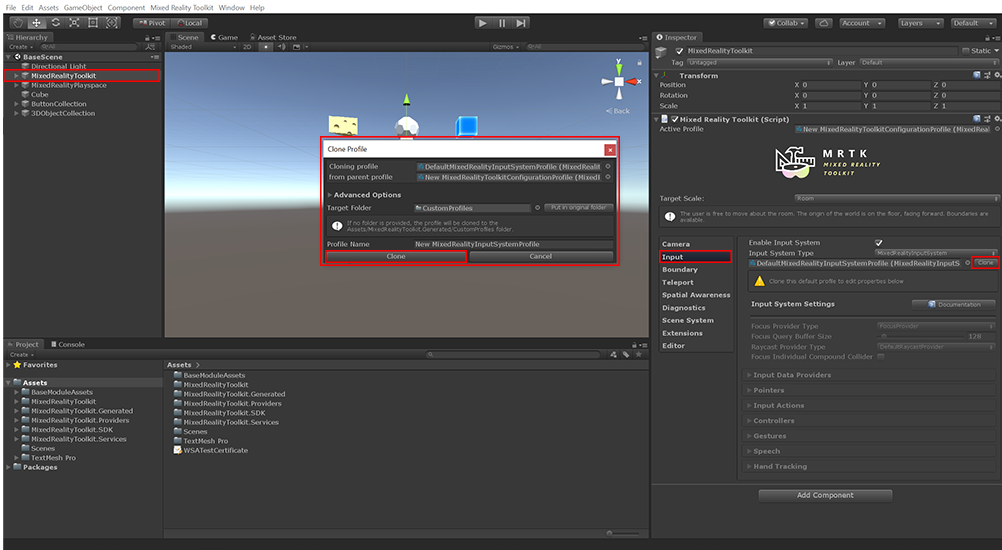 File Edit Assets GameObject Component Mixed Reality Toolkit Window Help
Pivot Local
Collab Account Layers Default
Hierarchy
Create
All
BaseScene
Directional Light
MixedRealityToolkit
MixedRealityPlayspace
Cube
ButtonCollection
3DObjectCollection
Scene Game Asset Store
Shaded 2D Gizmos All
y
x
Back
Clone Profile
Cloning profile DefaultMixedRealityInputSystemProfile (MixedRealit
from parent profile New MixedRealityToolkitConfigurationProfile (Mixed
Advanced Options
Target Folder CustomProfiles Put in original folder
If no folder is provided, the profile will be cloned to the
Assets/MixedRealityToolkit.Generated/CustomProfiles folder.
Profile Name New MixedRealityInputSystemProfile
Clone Cancel
Inspector
MixedRealityToolkit Static
Tag Untagged Layer Default
Transform
Position X 0 Y 0 Z 0
Rotation X 0 Y 0 Z 0
Scale X 1 Y 1 Z 1
Mixed Reality Toolkit (Script)
Active Profile New MixedRealityToolkitConfigurationProfile (MixedReal
MRTK
MIXED REALITY
TOOLKIT
Target Scale: Room
The user is free to move about the room. The origin of the world is on the floor, facing forward. Boundaries are
available.
Camera
Input
Boundary
Teleport
Spatial Awareness
Diagnostics
Scene System
Extensions
Editor
Enable Input System
Input System Type MixedRealityInputSystem
DefaultMixedRealityInputSystemProfile (MixedRealityInputS Clone
Clone this default profile to edit properties below
Input System Settings Documentation
Focus Provider Type FocusProvider
Focus Query Buffer Size 128
Raycast Provider Type DefaultRaycastProvider
Focus Individual Compound Collider
Input Data Providers
Pointers
Input Actions
Controllers
Gestures
Speech
Hand Tracking
Add Component
Project Console
Create
Favorites
Assets
BaseModuleAssets
MixedRealityToolkit
MixedRealityToolkit.Generated
MixedRealityToolkit.Providers
MixedRealityToolkit.SDK
MixedRealityToolkit.Services
Scenes
TextMesh Pro
Packages
Assets
BaseModuleAssets
MixedRealityToolkit
MixedRealityToolkit.Generated
MixedRealityToolkit.Providers
MixedRealityToolkit.SDK
MixedRealityToolkit.Services
Scenes
TextMesh Pro
WSATestCertificate